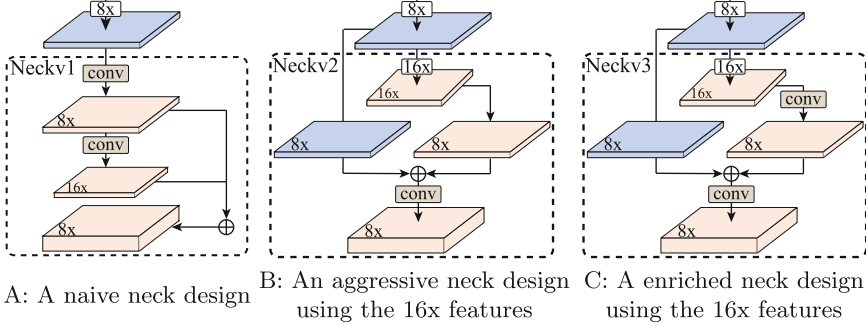 8x
Neckv1
conv
8x
conv
16x
8x
A: A naive neck design
8x
Neckv2
16x
16x
8x
8x
conv
8x
B: An aggressive neck design
using the 16x features
8x
Neckv3
16x
16x
conv
8x
8x
conv
8x
C: A enriched neck design
using the 16x features